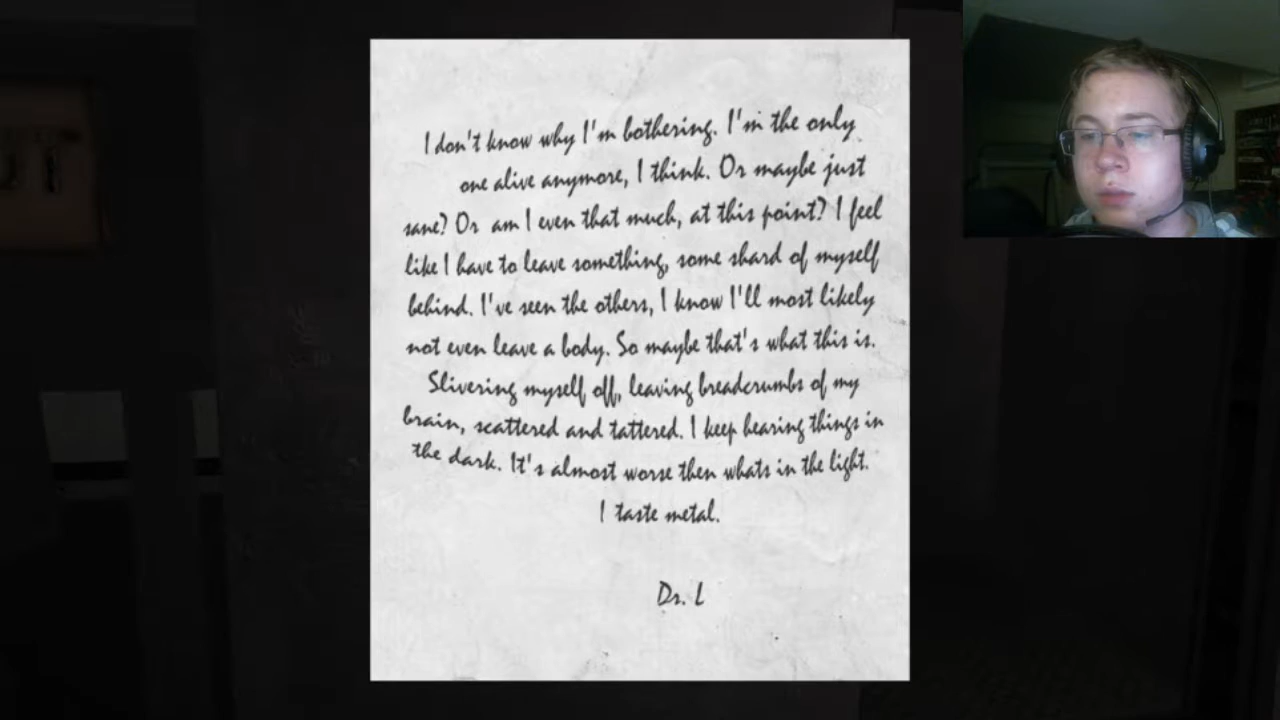 I don't know why I'm bothering. I'm the only
one alive anymore, I think. Or maybe just
sane? Or am I even that much, at this point? I feel
like I have to leave something, some shard of myself
behind. I've seen the others, I know I'll most likely
not even leave a body. So maybe that's what this is.
Slivering myself off, leaving breadcrumbs of my
brain, scattered and tattered. I keep hearing things in
the dark. It's almost worse then whats in the light.
I taste metal.
Dr. L